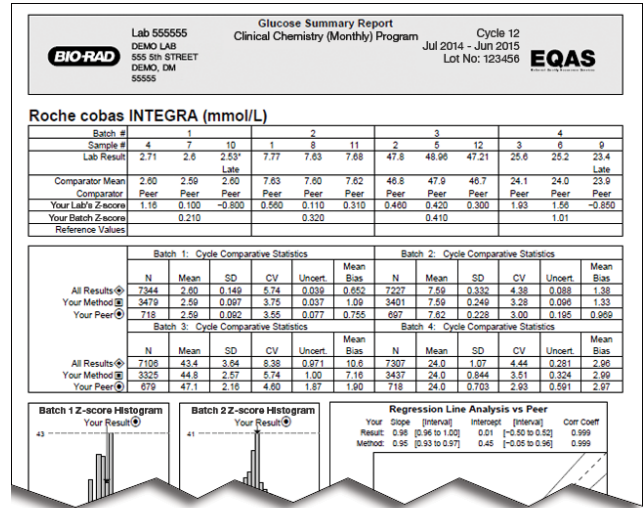 Glucose Summary Report
Clinical Chemistry (Monthly) Program
Lab 555555
DEMO LAB
555 5th STREET
DEMO, DM
55555
Cycle 12
Jul 2014 - Jun 2015
Lot No: 123456
BIO-RAD
EQAS
Roche cobas INTEGRA (mmol/L)
Batch # 1 2 3 4
Sample # 4 7 10 1 8 11 2 5 12 3 6 9
Lab Result 2.71 2.6 2.53* 7.77 7.63 7.68 47.8 48.96 47.21 25.6 25.2 23.4
Late Late
Comparator Mean 2.60 2.59 2.60 7.63 7.60 7.62 46.8 47.9 46.7 24.1 24.0 23.9
Comparator Peer Peer Peer Peer Peer Peer Peer Peer Peer Peer Peer Peer
Your Lab's Z-score 1.16 0.100 -0.800 0.560 0.110 0.310 0.460 0.420 0.300 1.93 1.56 -0.850
Your Batch Z-score 0.210 0.320 0.410 1.01
Reference Values
Batch 1: Cycle Comparative Statistics Batch 2: Cycle Comparative Statistics
N Mean SD CV Uncert. Mean Bias N Mean SD CV Uncert. Mean Bias
All Results 7344 2.60 0.149 5.74 0.039 0.652 7227 7.59 0.332 4.38 0.088 1.38
Your Method 3479 2.59 0.097 3.75 0.037 1.09 3401 7.59 0.249 3.28 0.096 1.33
Your Peer 718 2.59 0.092 3.55 0.077 0.755 697 7.62 0.228 3.00 0.195 0.969
Batch 3: Cycle Comparative Statistics Batch 4: Cycle Comparative Statistics
N Mean SD CV Uncert. Mean Bias N Mean SD CV Uncert. Mean Bias
All Results 7106 43.4 3.64 8.38 0.971 10.6 7307 24.0 1.07 4.44 0.281 2.96
Your Method 3325 44.8 2.57 5.74 1.00 7.16 3437 24.0 0.844 3.51 0.324 2.99
Your Peer 679 47.1 2.16 4.60 1.87 1.90 718 24.0 0.703 2.93 0.591 2.97
Batch 1 Z-score Histogram
Your Result
43
Batch 2 Z-score Histogram
Your Result
41
Regression Line Analysis vs Peer
Your Slope [Interval] Intercept [Interval] Corr Coeff
Result: 0.98 [0.96 to 1.00] 0.01 [-0.50 to 0.52] 0.999
Method: 0.95 [0.93 to 0.97] 0.45 [-0.05 to 0.96] 0.999